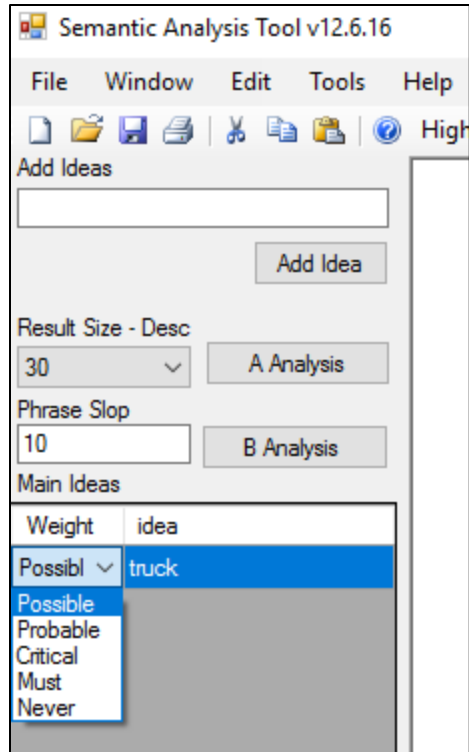 Semantic Analysis Tool v12.6.16
File Window Edit Tools Help
High
Add Ideas
Add Idea
Result Size - Desc
30
A Analysis
Phrase Slop
10
B Analysis
Main Ideas
Weight idea
Possibl truck
Possible
Probable
Critical
Must
Never